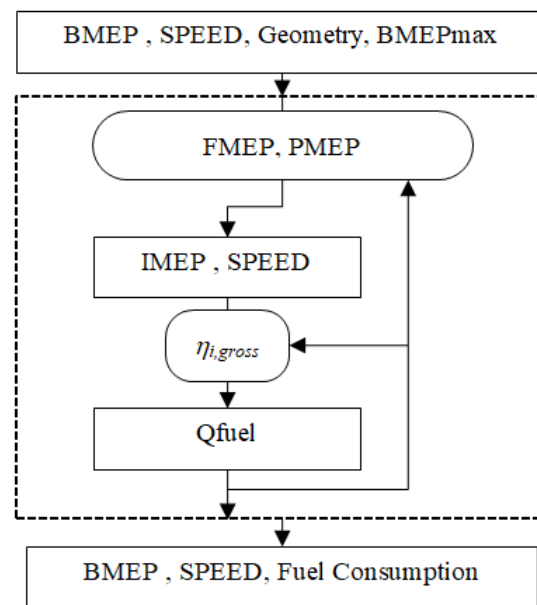 BMEP , SPEED, Geometry, BMEPmax
FMEP, PMEP
IMEP , SPEED
ηi,gross
Qfuel
BMEP , SPEED, Fuel Consumption